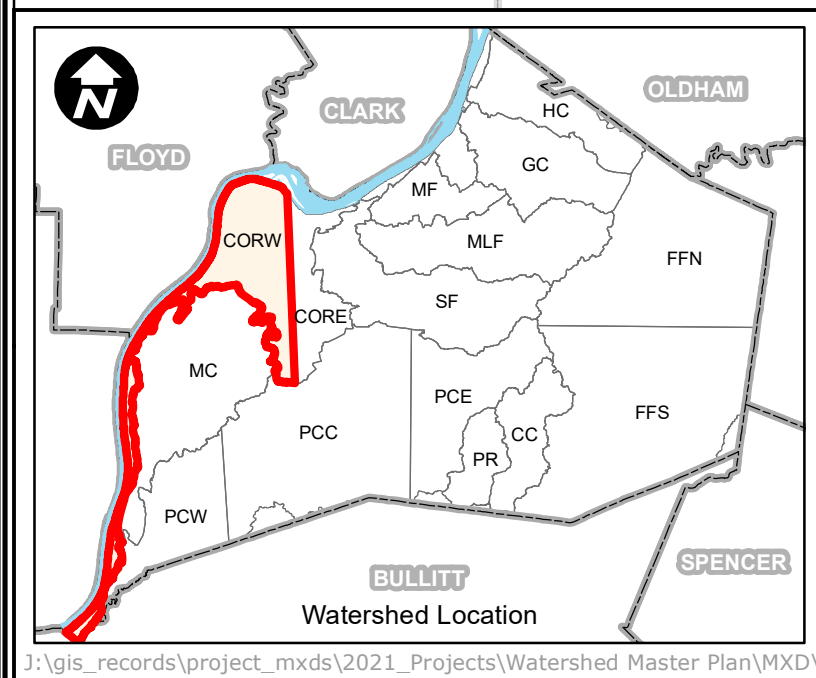 N
FLOYD
CLARK
OLDHAM
HC
GC
MF
CORW
MLF
FFN
SF
CORE
MC
PCE
FFS
PCC
CC
PR
PCW
SPENCER
BULLITT
Watershed Location
J:\gis_records\project_mxds\2021_Projects\Watershed Master Plan\MXD\